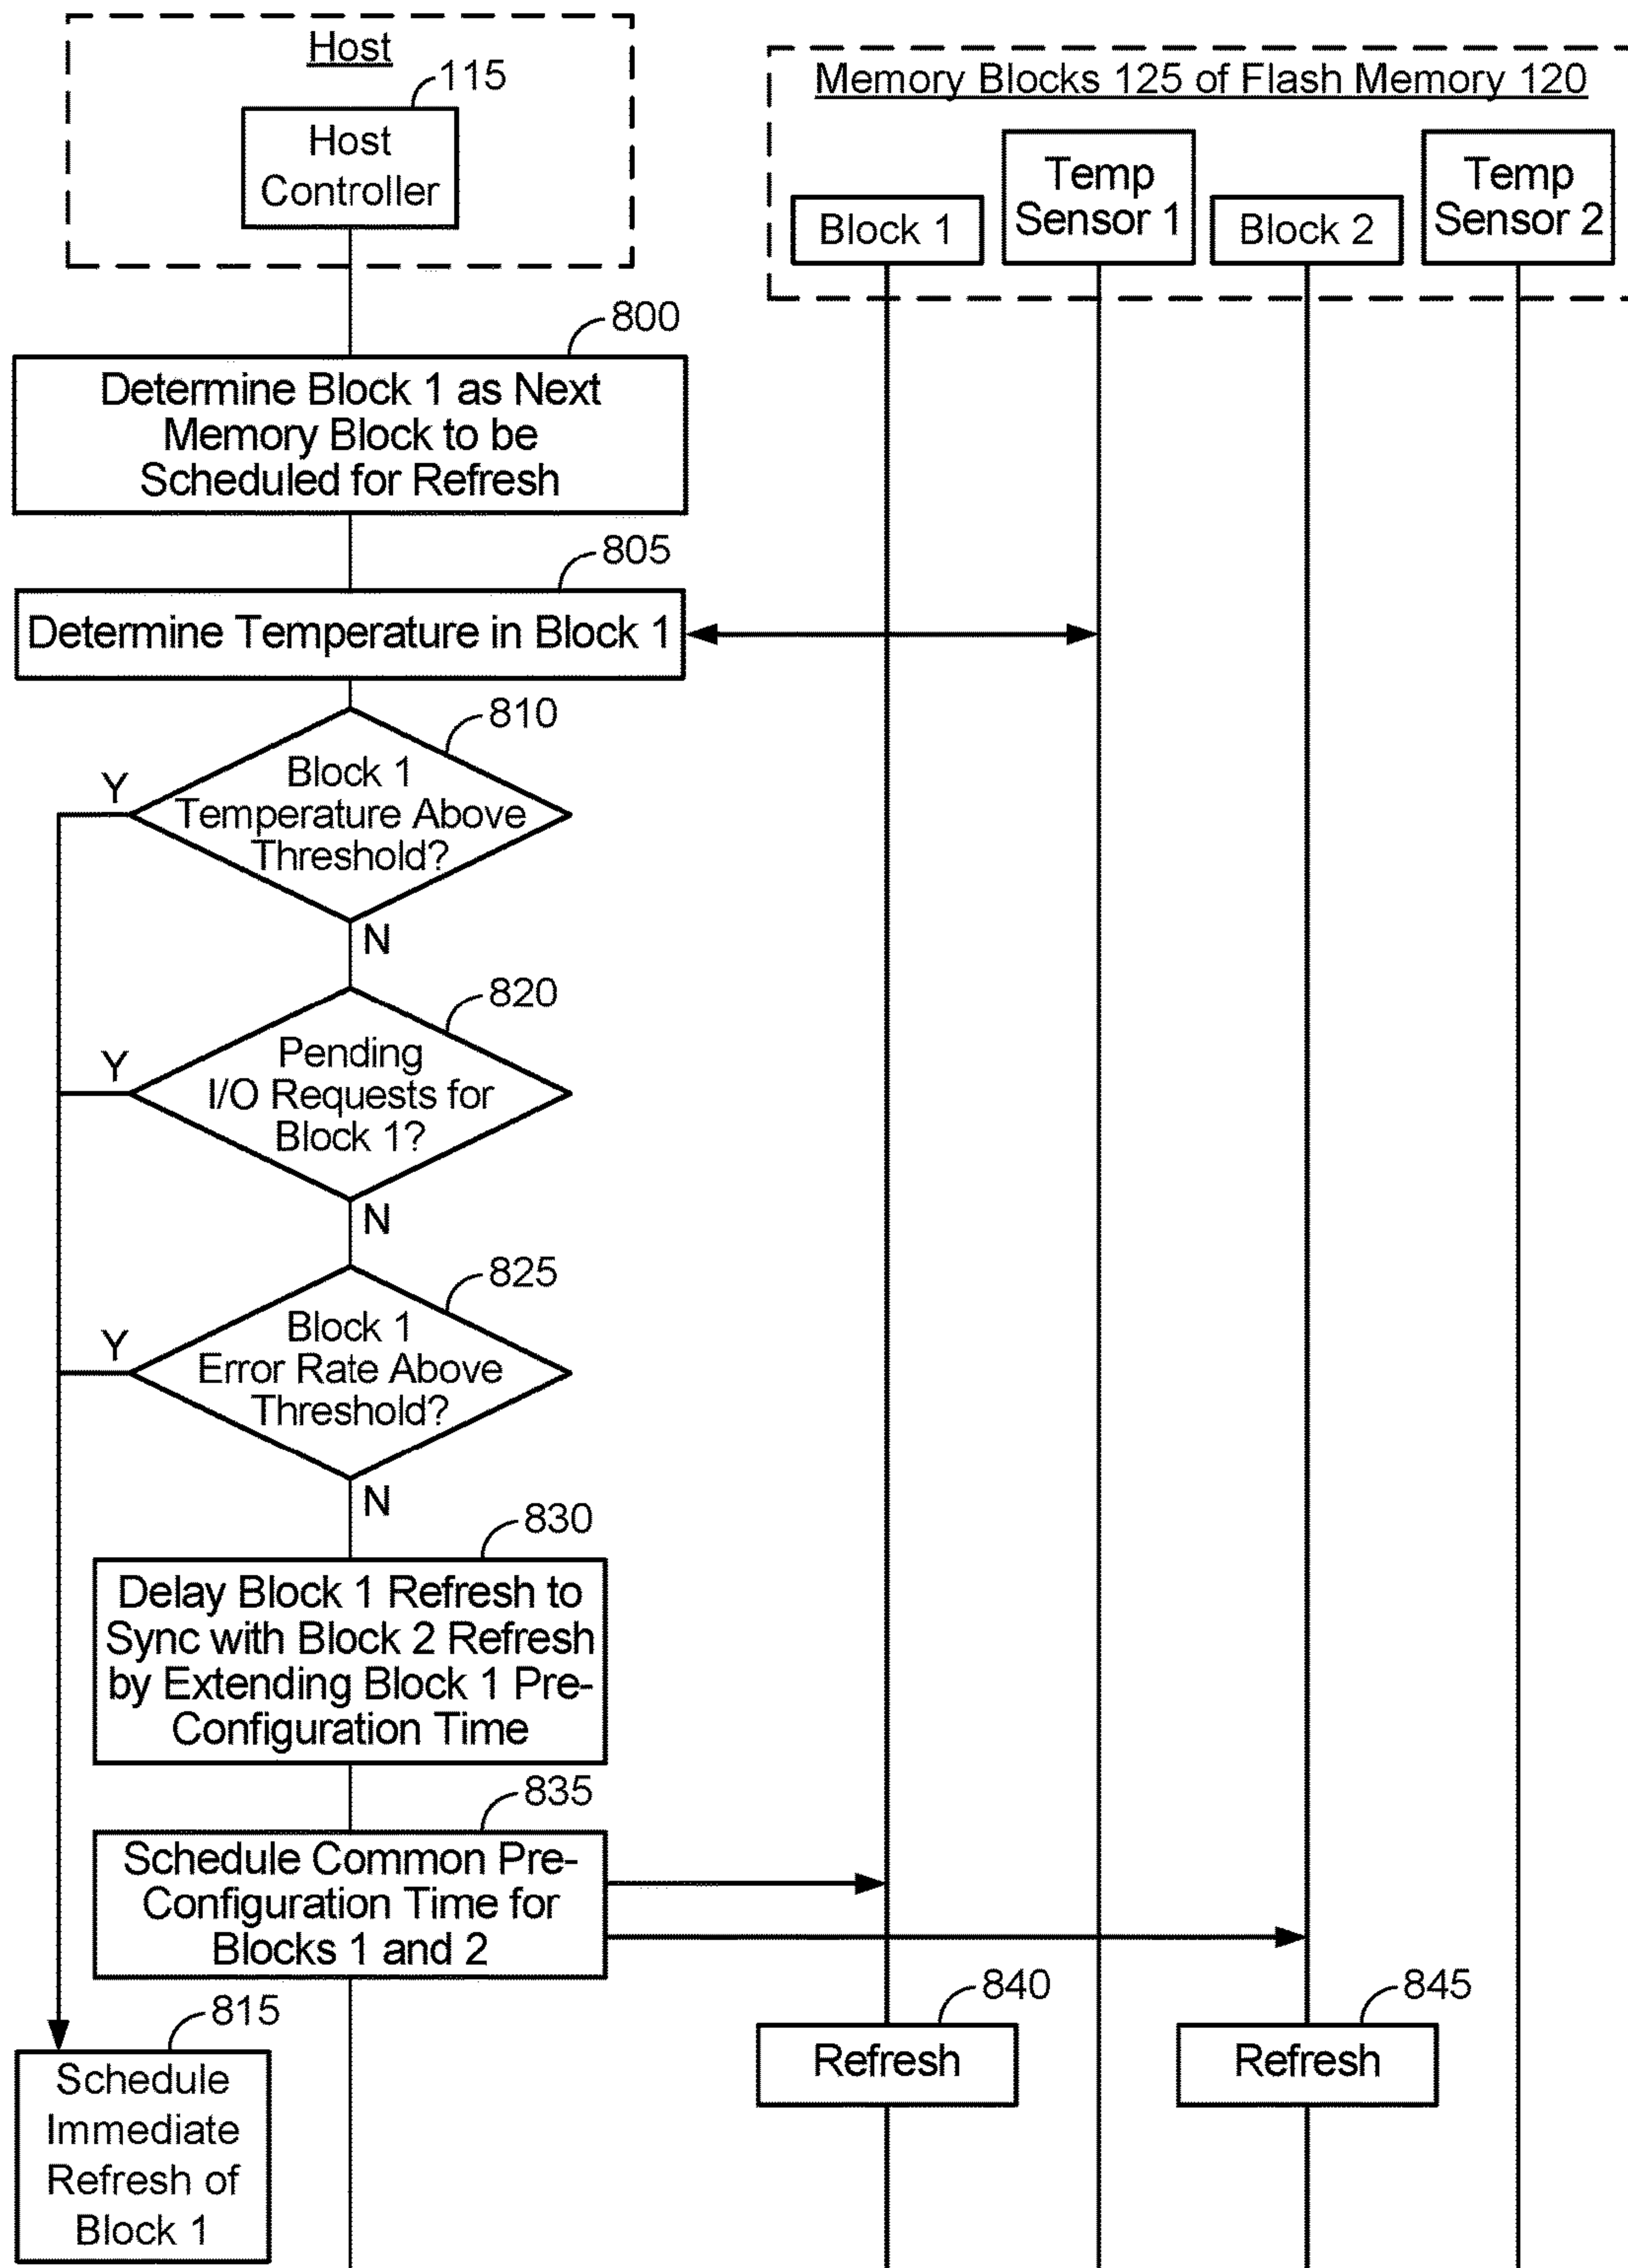 Host
115
Host
Controller
Memory Blocks 125 of Flash Memory 120
Block 1
Temp
Sensor 1
Block 2
Temp
Sensor 2
800
Determine Block 1 as Next
Memory Block to be
Scheduled for Refresh
805
Determine Temperature in Block 1
810
Block 1
Temperature Above
Threshold?
Y
N
820
Pending
I/O Requests for
Block 1?
Y
N
825
Block 1
Error Rate Above
Threshold?
Y
N
830
Delay Block 1 Refresh to
Sync with Block 2 Refresh
by Extending Block 1 Pre-
Configuration Time
835
Schedule Common Pre-
Configuration Time for
Blocks 1 and 2
840
Refresh
845
Refresh
815
Schedule
Immediate
Refresh of
Block 1